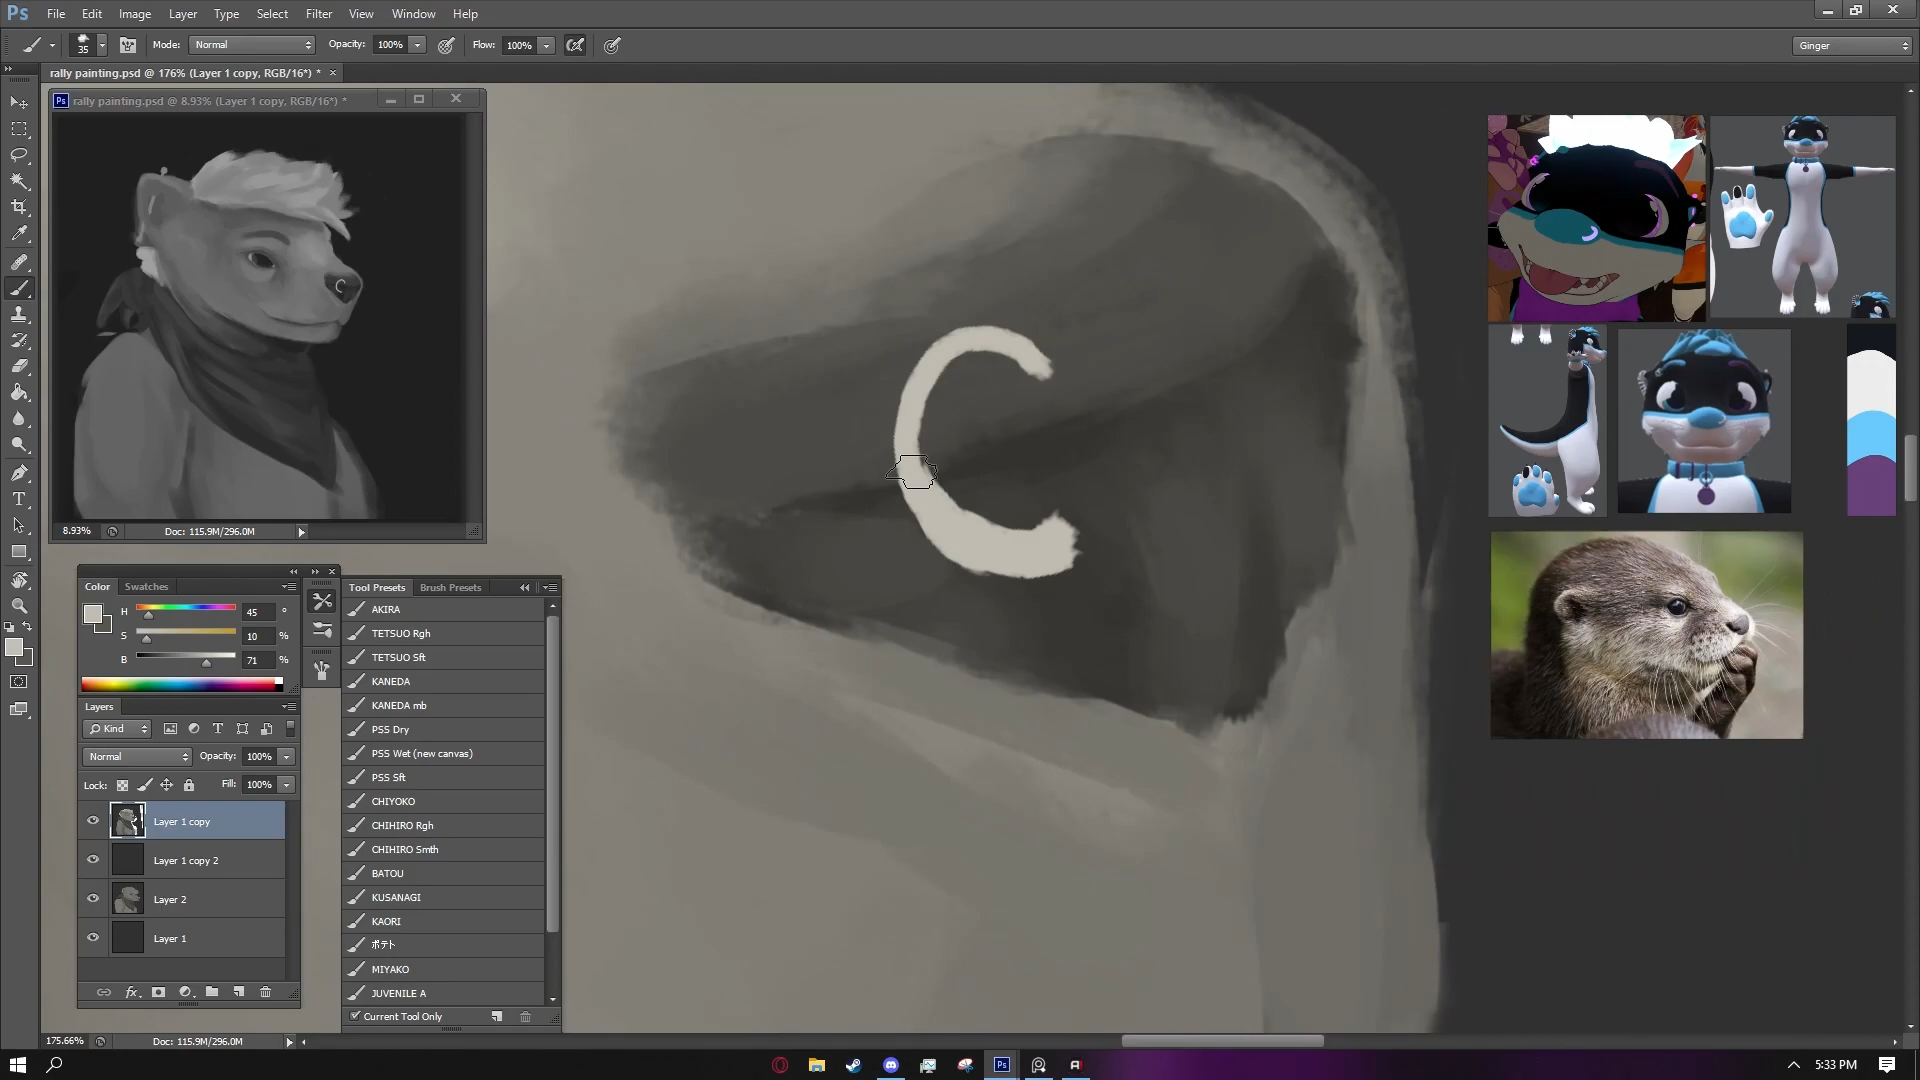 Ps File Edit Image Layer Type Select Filter View Window Help
35 Mode: Normal Opacity: 100% Flow: 100% Ginger
rally painting.psd @ 176% (Layer 1 copy, RGB/16*) *
Ps rally painting.psd @ 8.93% (Layer 1 copy, RGB/16*) *
C
8.93% Doc: 115.9M/296.0M
Color Swatches
H 45 °
S 10 %
B 71 %
Layers
Kind
Normal Opacity: 100%
Lock: Fill: 100%
Layer 1 copy
Layer 1 copy 2
Layer 2
Layer 1
fx
Tool Presets Brush Presets
AKIRA
TETSUO Rgh
TETSUO Sft
KANEDA
KANEDA mb
PSS Dry
PSS Wet (new canvas)
PSS Sft
CHIYOKO
CHIHIRO Rgh
CHIHIRO Smth
BATOU
KUSANAGI
KAORI
ポテト
MIYAKO
JUVENILE A
Current Tool Only
175.66% Doc: 115.9M/296.0M
Ps
5:33 PM